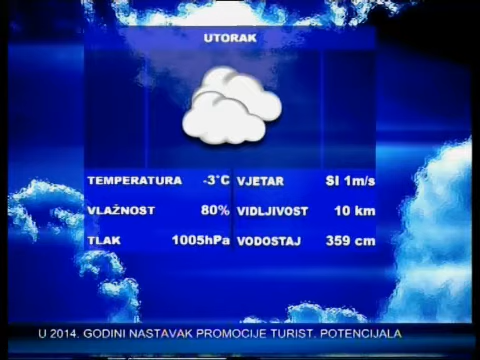 UTORAK
TEMPERATURA -3°C VJETAR SI 1m/s
VLAŽNOST 80% VIDLJIVOST 10 km
TLAK 1005hPa VODOSTAJ 359 cm
U 2014. GODINI NASTAVAK PROMOCIJE TURIST. POTENCIJALA